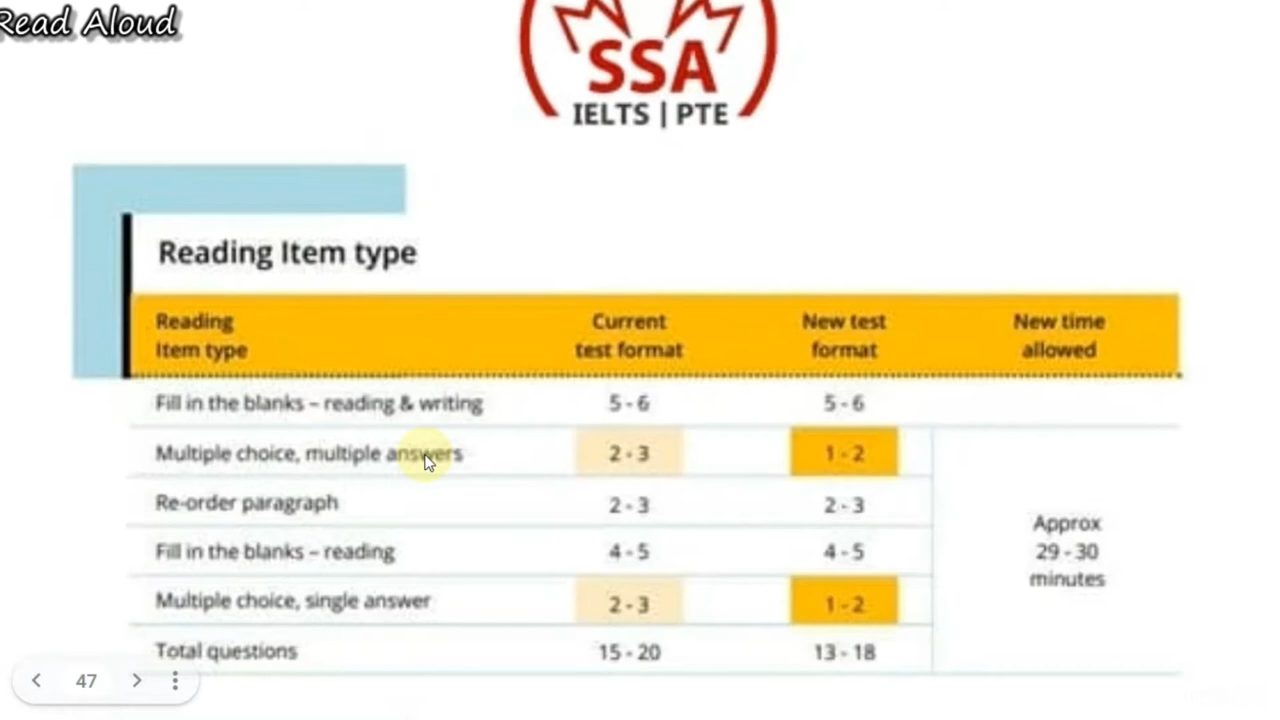 Read Aloud
SSA
IELTS | PTE
Reading Item type
Reading Item type
Current test format
New test format
New time allowed
Fill in the blanks – reading & writing 5 - 6 5 - 6
Multiple choice, multiple answers 2 - 3 1 - 2
Re-order paragraph 2 - 3 2 - 3
Fill in the blanks – reading 4 - 5 4 - 5
Multiple choice, single answer 2 - 3 1 - 2
Total questions 15 - 20 13 - 18
Approx
29 - 30
minutes
47